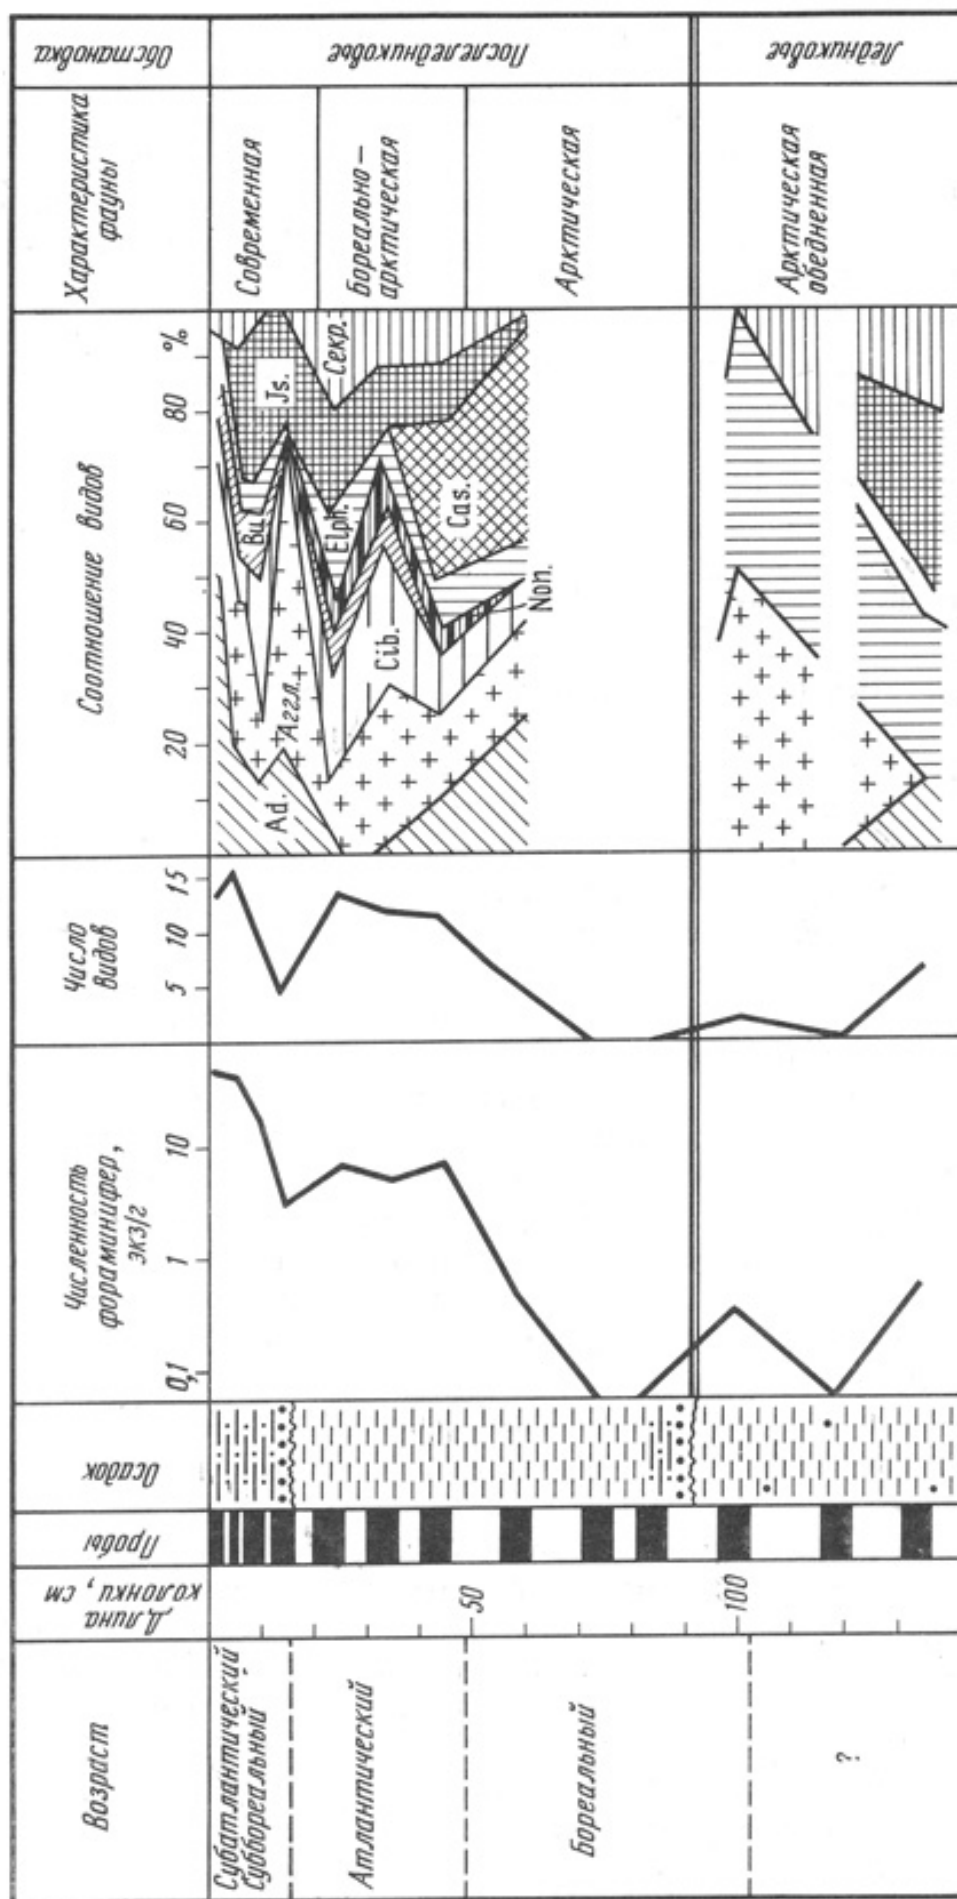 Возраст
Длина
колонки, см
Пробы
Осадок
Численность
фораминифер,
экз/г
Число
видов
Соотношение видов
Характеристика
фауны
Обстановка
Субатлантический
Суббореальный
Атлантический
Бореальный
?
50
100
0,1
1
10
5
10
15
20
40
60
80
%
Ad.
Аггл.
Bu.
Js.
Cib.
Elph.
Секр.
Cas.
Non.
Современная
Бореально–
арктическая
Арктическая
Арктическая
обедненная
Послеледниковье
Ледниковье